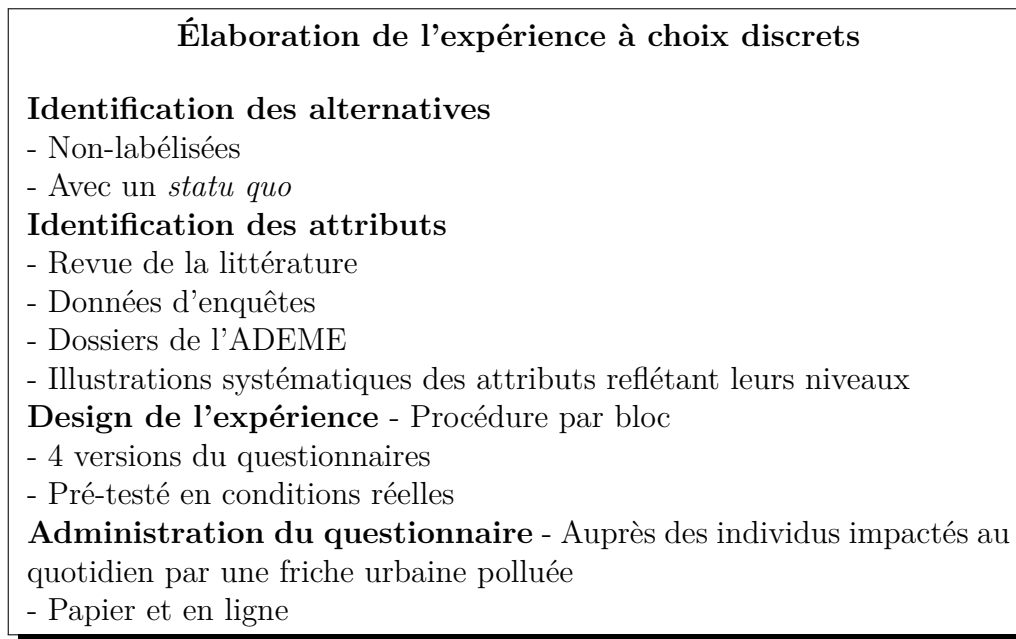 Élaboration de l'expérience à choix discrets
Identification des alternatives
- Non-labélisées
- Avec un statu quo
Identification des attributs
- Revue de la littérature
- Données d'enquêtes
- Dossiers de l'ADEME
- Illustrations systématiques des attributs reflétant leurs niveaux
Design de l'expérience - Procédure par bloc
- 4 versions du questionnaires
- Pré-testé en conditions réelles
Administration du questionnaire - Auprès des individus impactés au
quotidien par une friche urbaine polluée
- Papier et en ligne